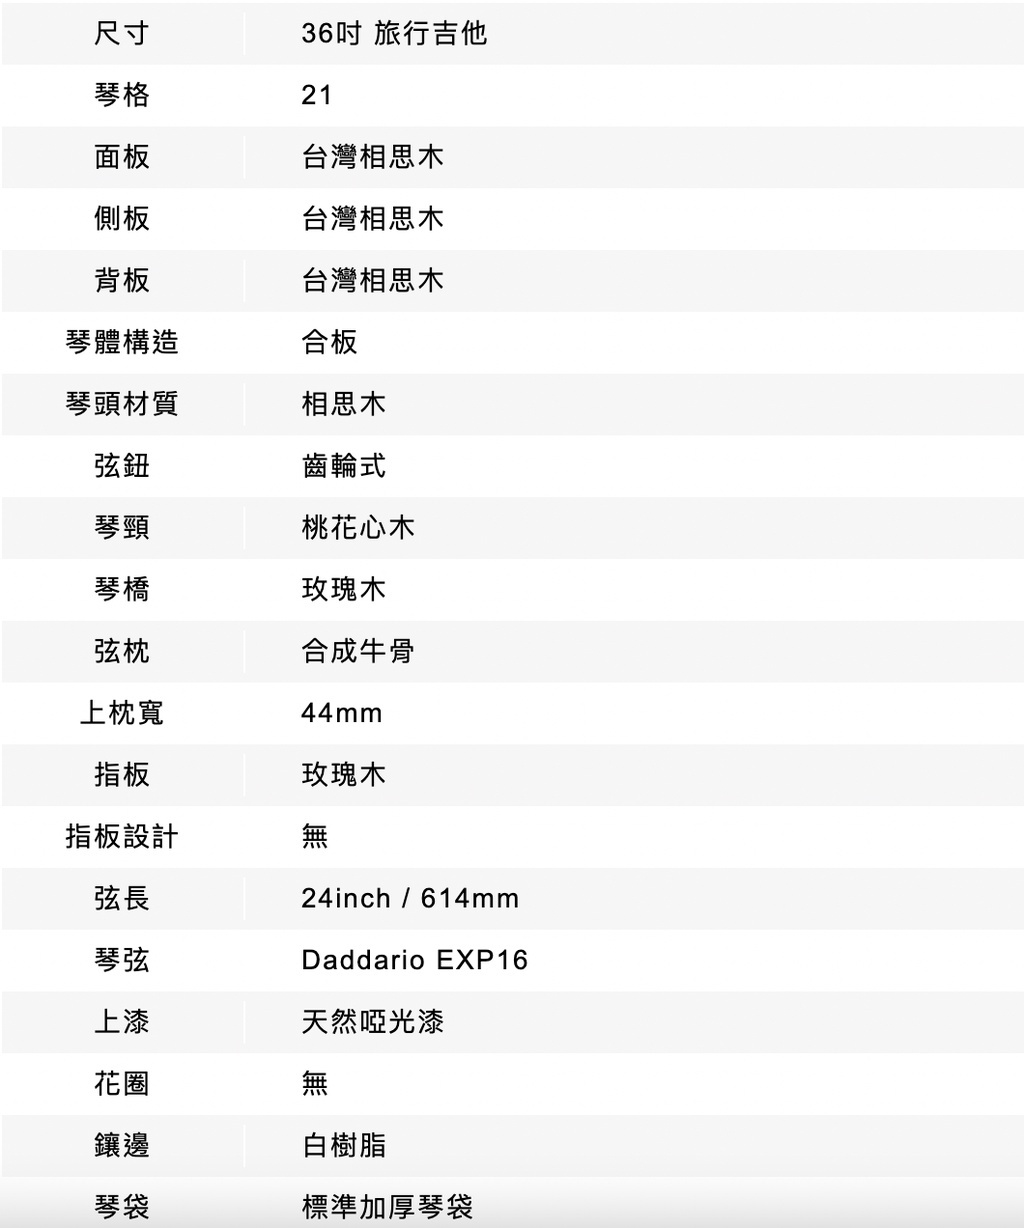 尺寸 36吋 旅行吉他
琴格 21
面板 台灣相思木
側板 台灣相思木
背板 台灣相思木
琴體構造 合板
琴頭材質 相思木
弦鈕 齒輪式
琴頸 桃花心木
琴橋 玫瑰木
弦枕 合成牛骨
上枕寬 44mm
指板 玫瑰木
指板設計 無
弦長 24inch / 614mm
琴弦 Daddario EXP16
上漆 天然啞光漆
花圈 無
鑲邊 白樹脂
琴袋 標準加厚琴袋